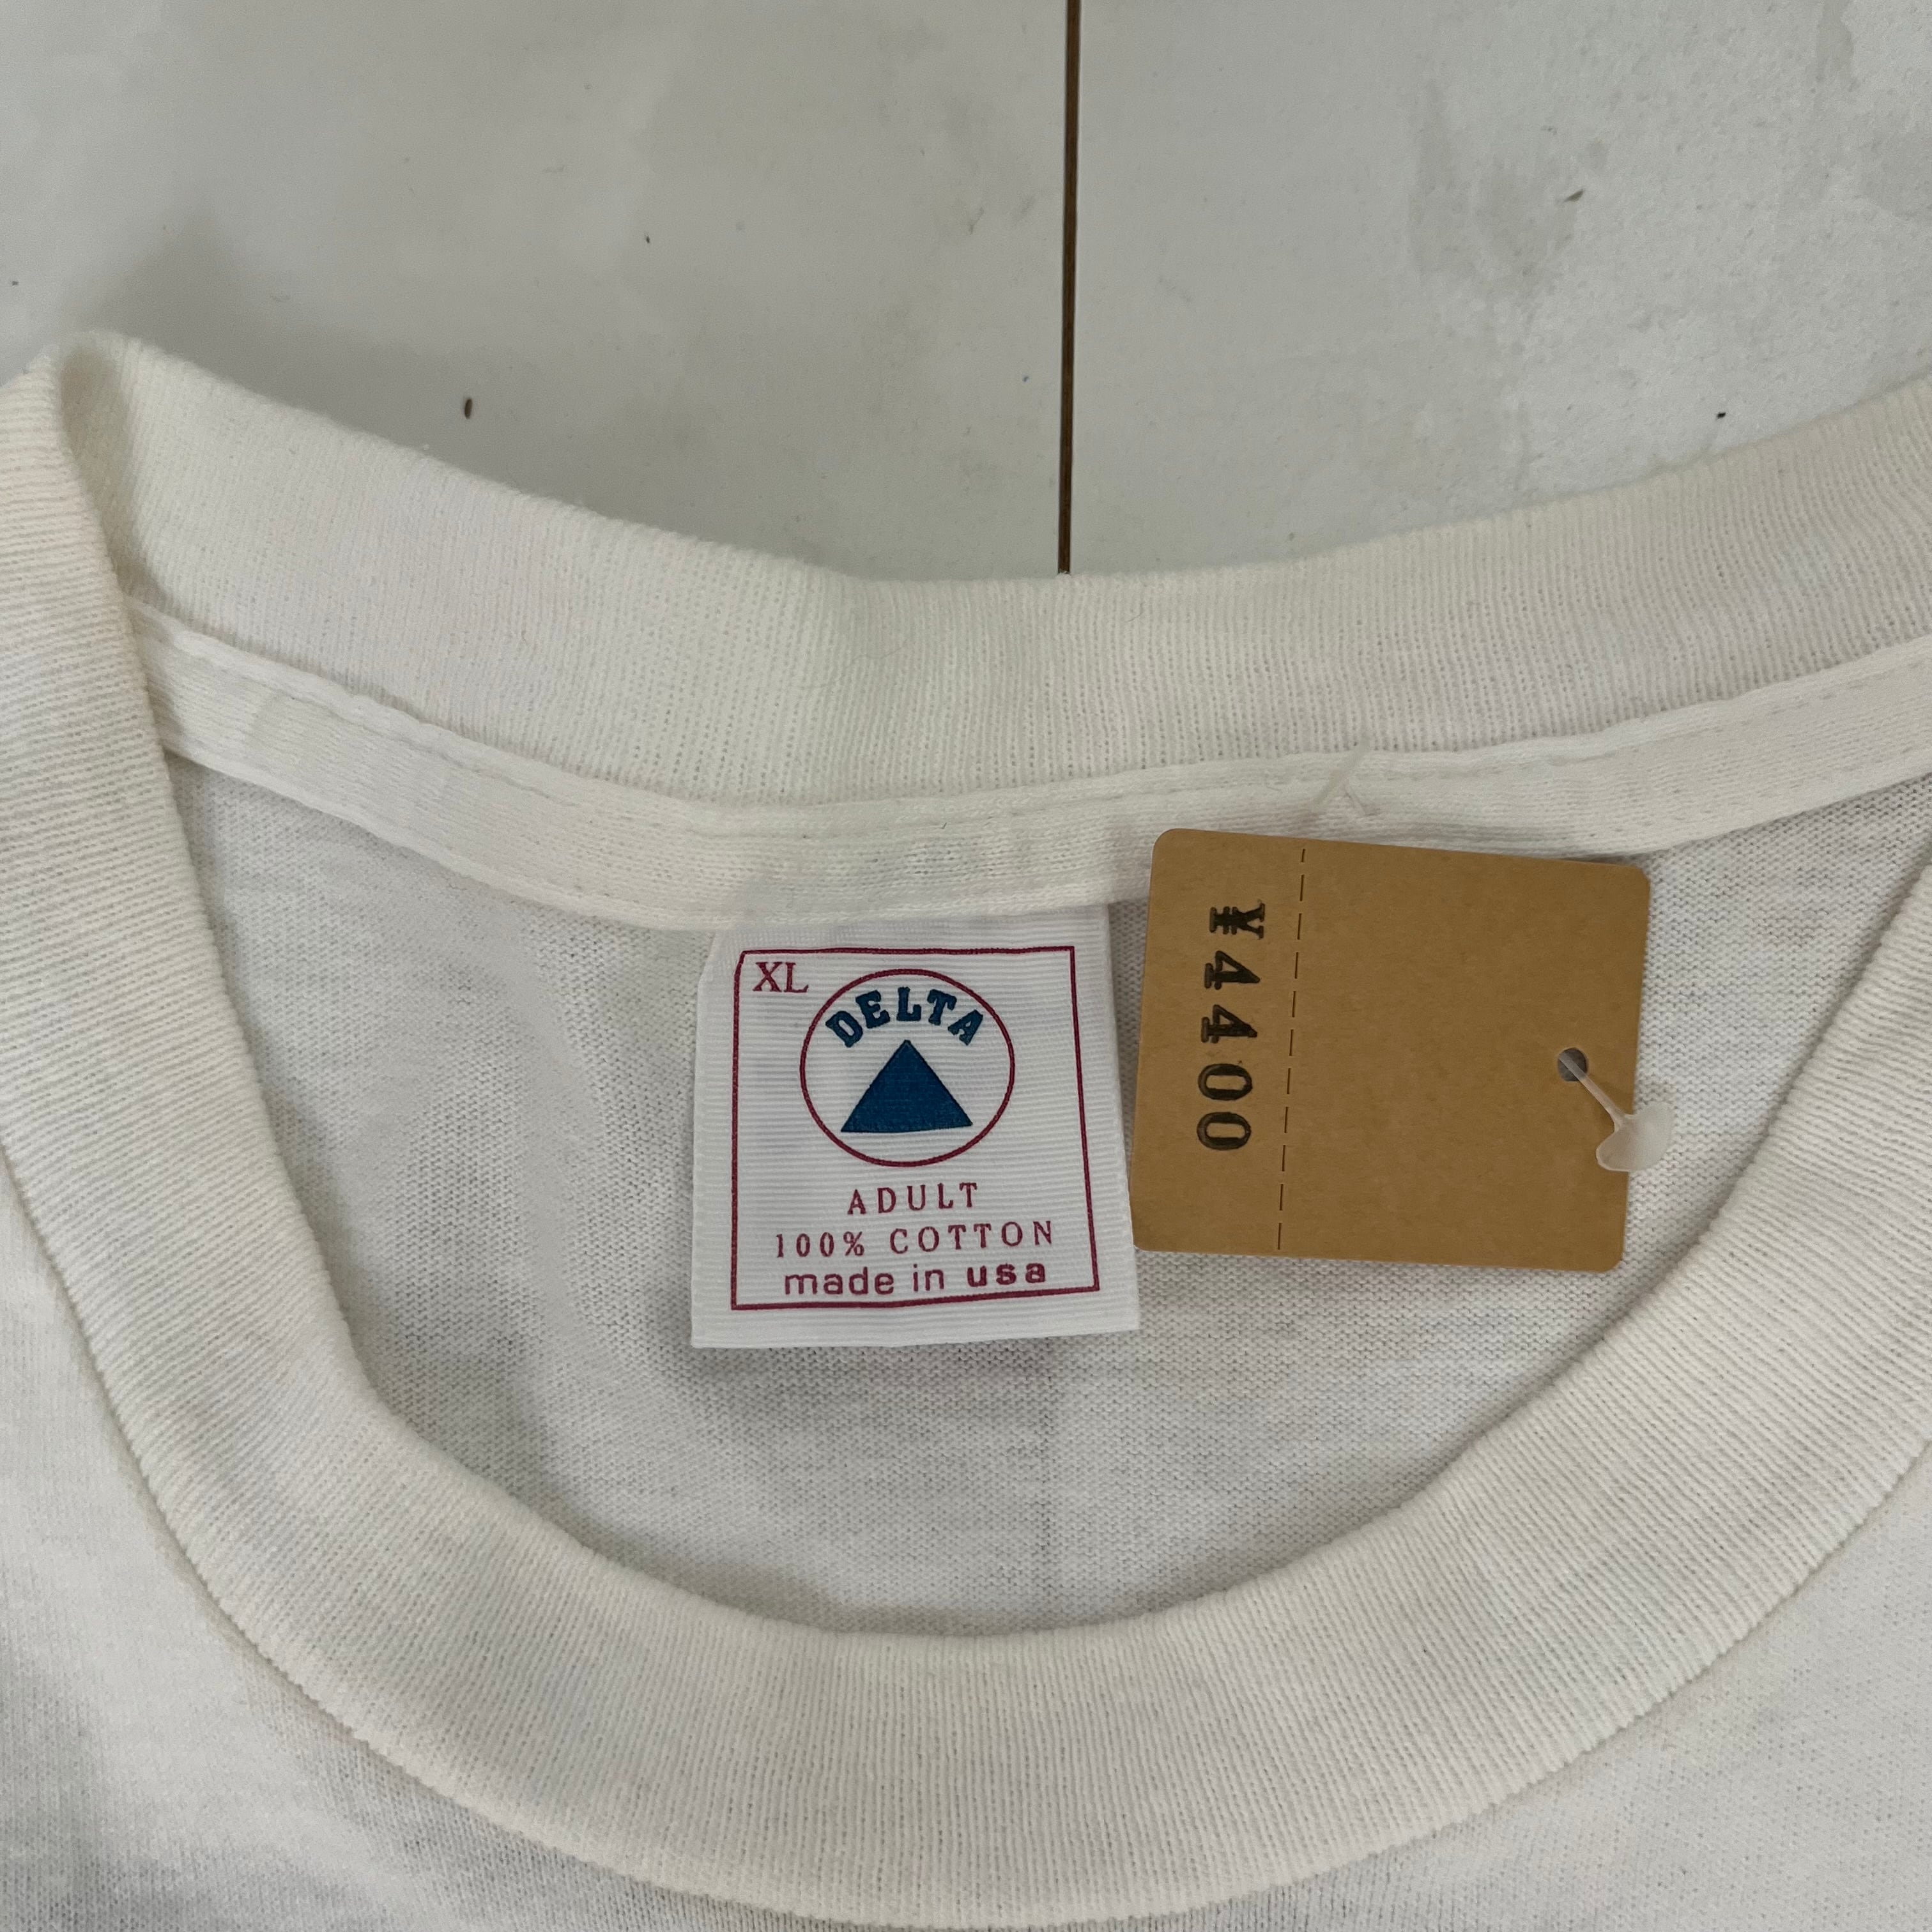 XL
DELTA
ADULT
100% COTTON
made in usa
¥4400